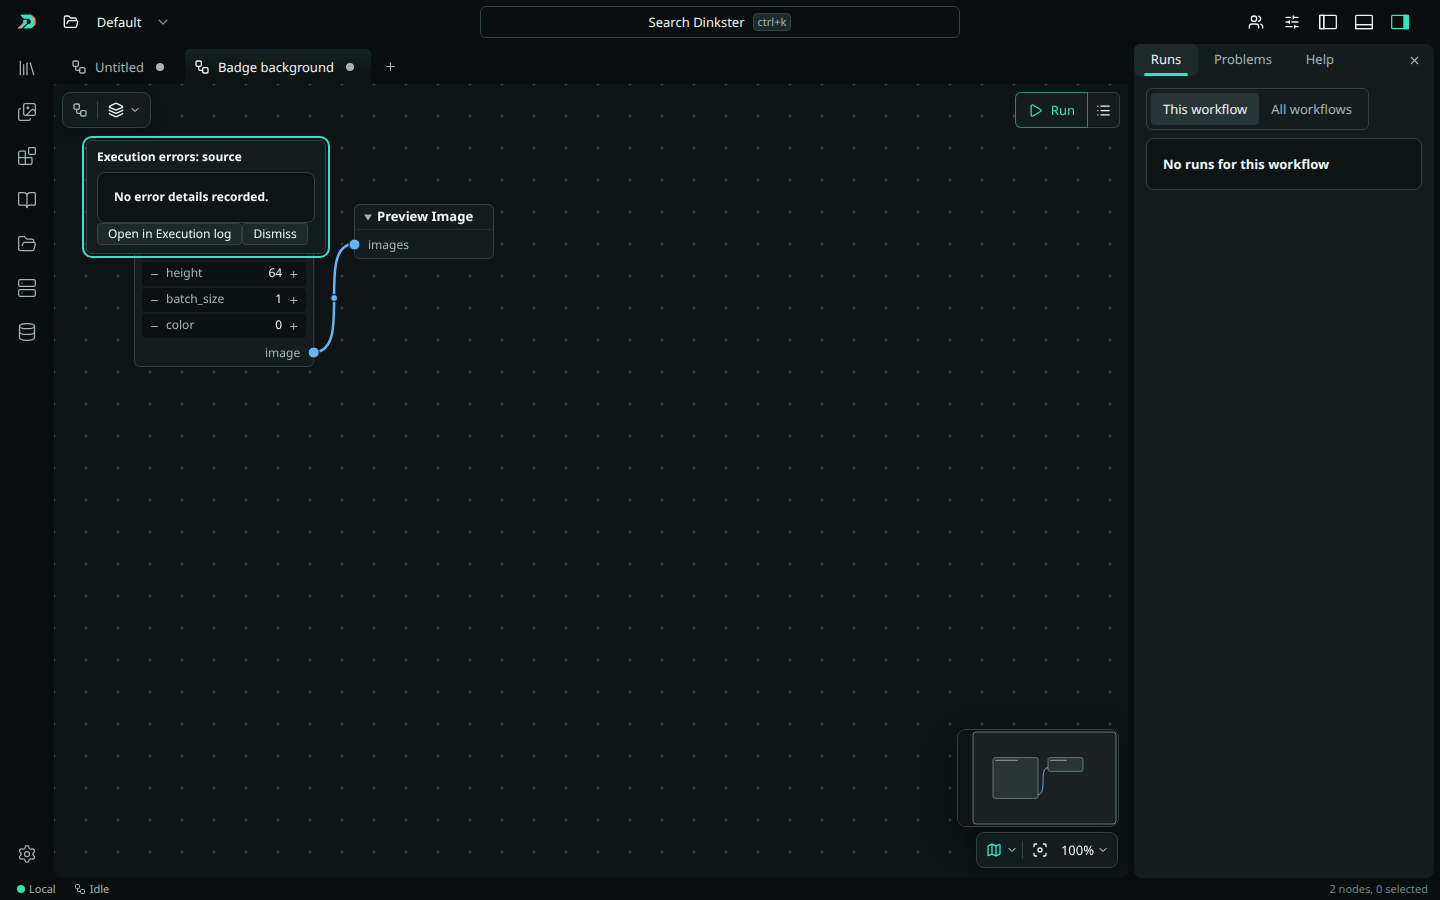 Default
Search Dinkster ctrl+k
Untitled
Badge background
Runs
Problems
Help
Run
This workflow
All workflows
No runs for this workflow
Execution errors: source
No error details recorded.
Open in Execution log
Dismiss
Preview Image
images
height 64
batch_size 1
color 0
image
100%
Local
Idle
2 nodes, 0 selected